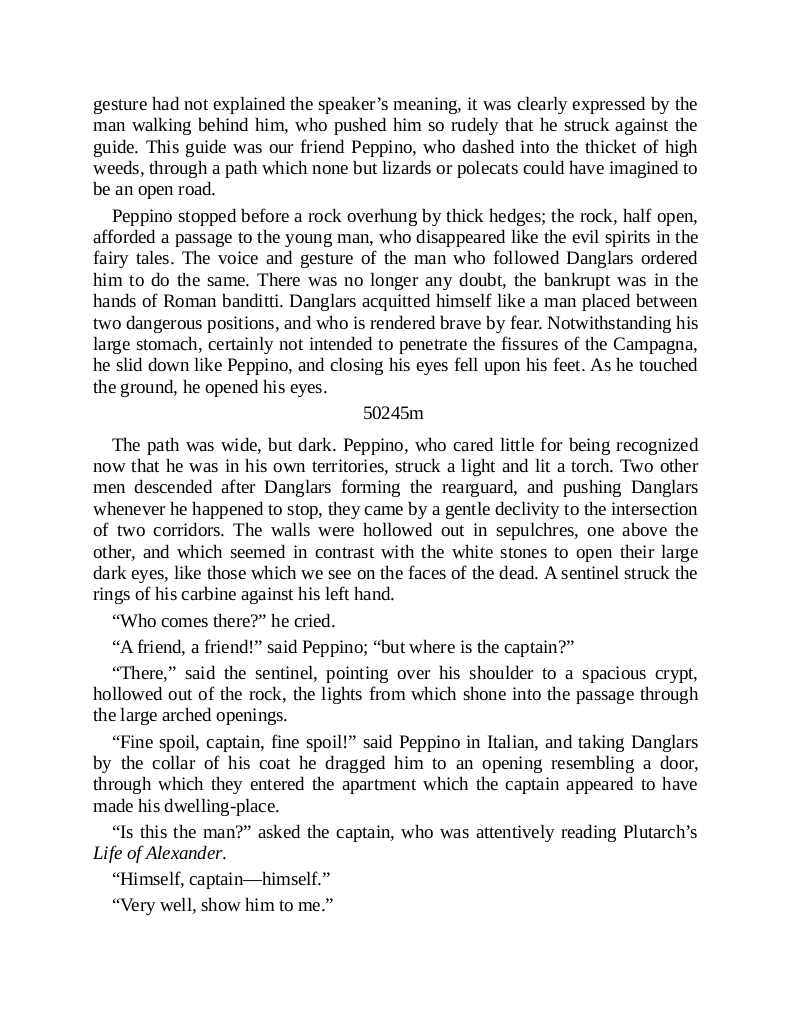 gesture had not explained the speaker’s meaning, it was clearly expressed by the
man walking behind him, who pushed him so rudely that he struck against the
guide. This guide was our friend Peppino, who dashed into the thicket of high
weeds, through a path which none but lizards or polecats could have imagined to
be an open road.
Peppino stopped before a rock overhung by thick hedges; the rock, half open,
afforded a passage to the young man, who disappeared like the evil spirits in the
fairy tales. The voice and gesture of the man who followed Danglars ordered
him to do the same. There was no longer any doubt, the bankrupt was in the
hands of Roman banditti. Danglars acquitted himself like a man placed between
two dangerous positions, and who is rendered brave by fear. Notwithstanding his
large stomach, certainly not intended to penetrate the fissures of the Campagna,
he slid down like Peppino, and closing his eyes fell upon his feet. As he touched
the ground, he opened his eyes.
50245m
The path was wide, but dark. Peppino, who cared little for being recognized
now that he was in his own territories, struck a light and lit a torch. Two other
men descended after Danglars forming the rearguard, and pushing Danglars
whenever he happened to stop, they came by a gentle declivity to the intersection
of two corridors. The walls were hollowed out in sepulchres, one above the
other, and which seemed in contrast with the white stones to open their large
dark eyes, like those which we see on the faces of the dead. A sentinel struck the
rings of his carbine against his left hand.
“Who comes there?” he cried.
“A friend, a friend!” said Peppino; “but where is the captain?”
“There,” said the sentinel, pointing over his shoulder to a spacious crypt,
hollowed out of the rock, the lights from which shone into the passage through
the large arched openings.
“Fine spoil, captain, fine spoil!” said Peppino in Italian, and taking Danglars
by the collar of his coat he dragged him to an opening resembling a door,
through which they entered the apartment which the captain appeared to have
made his dwelling-place.
“Is this the man?” asked the captain, who was attentively reading Plutarch’s
Life of Alexander.
“Himself, captain—himself.”
“Very well, show him to me.”